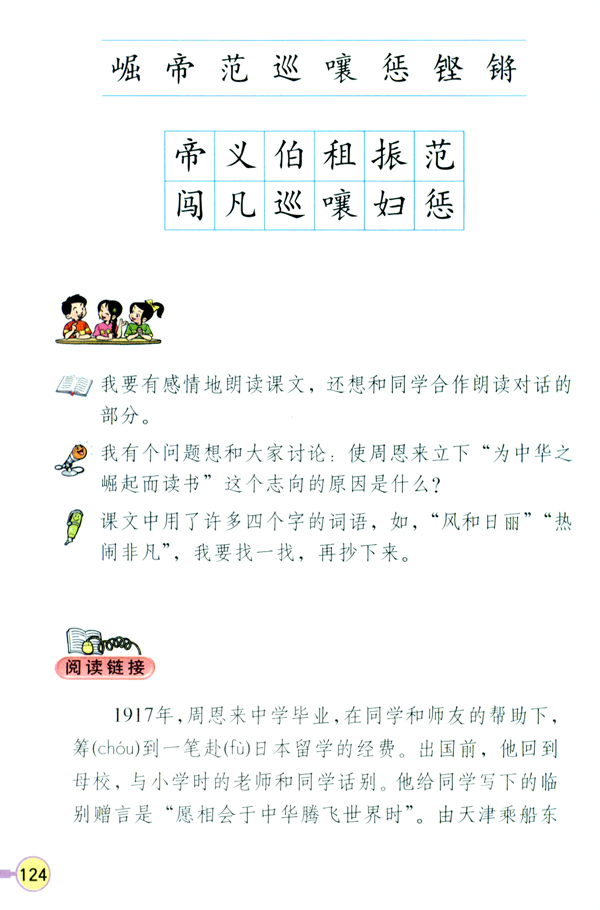 崛 帝 范 巡 嚷 惩 铿 锵
帝 义 伯 租 振 范
闯 凡 巡 嚷 妇 惩
我要有感情地朗读课文，还想和同学合作朗读对话的
部分。
我有个问题想和大家讨论：使周恩来立下“为中华之
崛起而读书”这个志向的原因是什么？
课文中用了许多四个字的词语，如，“风和日丽”“热
闹非凡”，我要找一找，再抄下来。
阅读链接
1917年，周恩来中学毕业，在同学和师友的帮助下，
筹(chóu)到一笔赴(fù)日本留学的经费。出国前，他回到
母校，与小学时的老师和同学话别。他给同学写下的临
别赠言是“愿相会于中华腾飞世界时”。由天津乘船东
124